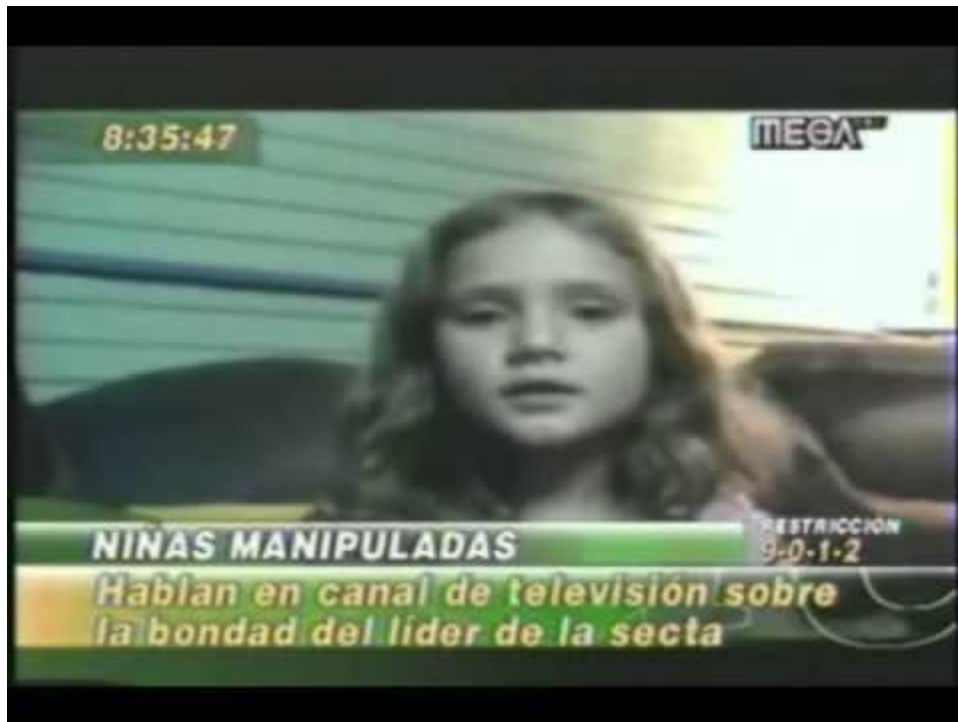 8:35:47
MEGA
NIÑAS MANIPULADAS
RESTRICCIÓN
9-0-1-2
Hablan en canal de televisión sobre
la bondad del líder de la secta